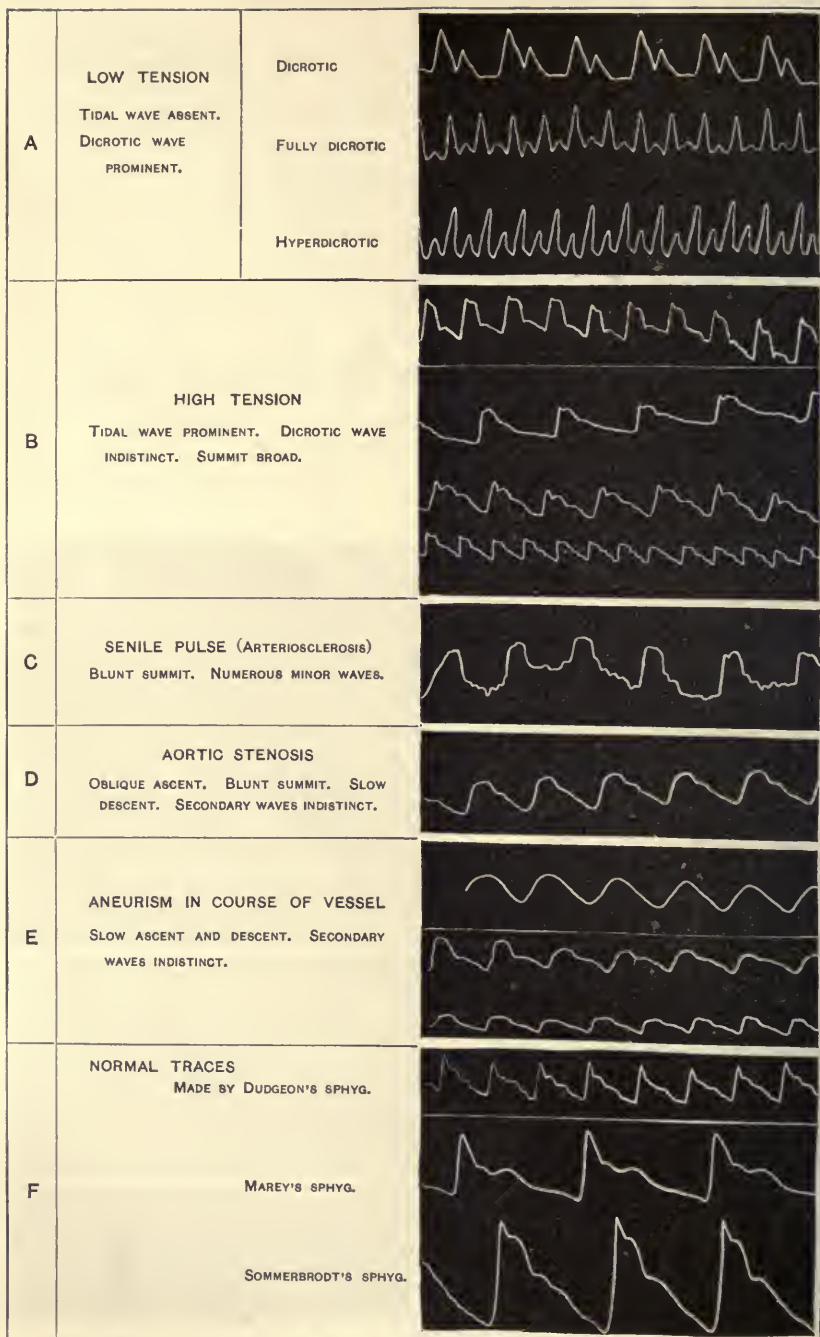 A
LOW TENSION
TIDAL WAVE ABSENT.
DICROTIC WAVE
PROMINENT.
DICROTIC
FULLY DICROTIC
HYPERDICROTIC
B
HIGH TENSION
TIDAL WAVE PROMINENT. DICROTIC WAVE
INDISTINCT. SUMMIT BROAD.
C
SENILE PULSE (ARTERIOSCLEROSIS)
BLUNT SUMMIT. NUMEROUS MINOR WAVES.
D
AORTIC STENOSIS
OBLIQUE ASCENT. BLUNT SUMMIT. SLOW
DESCENT. SECONDARY WAVES INDISTINCT.
E
ANEURISM IN COURSE OF VESSEL
SLOW ASCENT AND DESCENT. SECONDARY
WAVES INDISTINCT.
F
NORMAL TRACES
MADE BY DUDGEON'S SPHYG.
MAREY'S SPHYG.
SOMMERBRODT'S SPHYG.